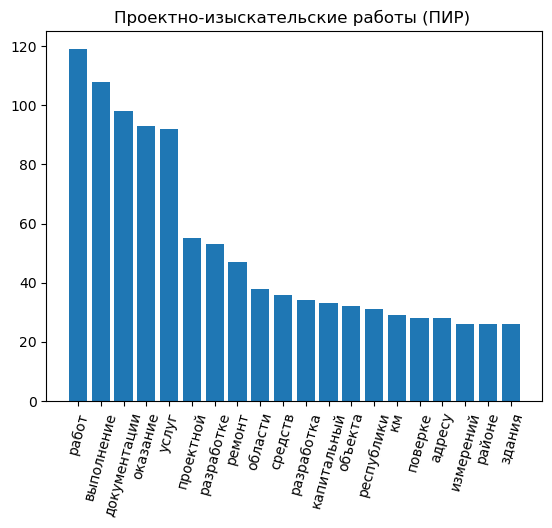 Проектно-изыскательские работы (ПИР)
120
100
80
60
40
20
0
работ
выполнение
документации
оказание
услуг
проектной
разработке
ремонт
области
средств
разработка
капитальный
объекта
республики
км
поверке
адресу
измерений
районе
здания